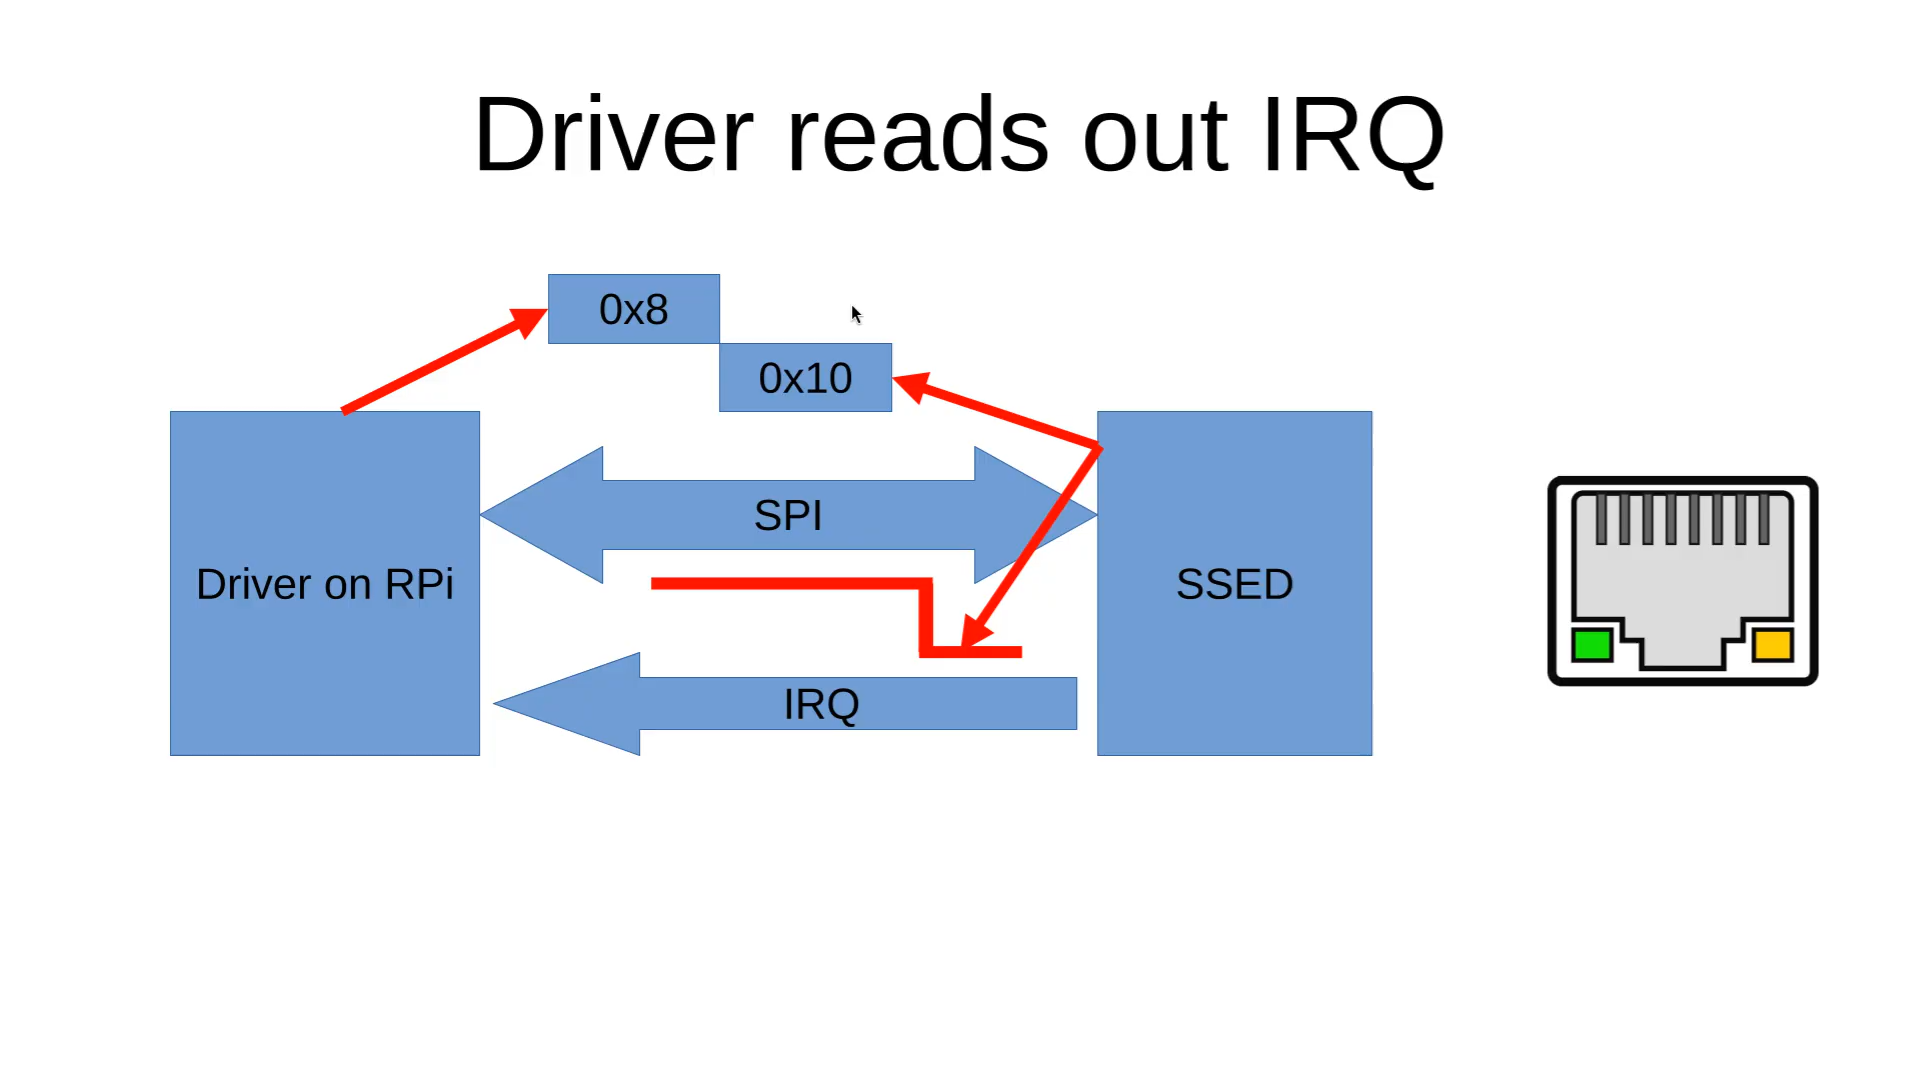 Driver reads out IRQ
0x8
0x10
SPI
Driver on RPi
SSED
IRQ